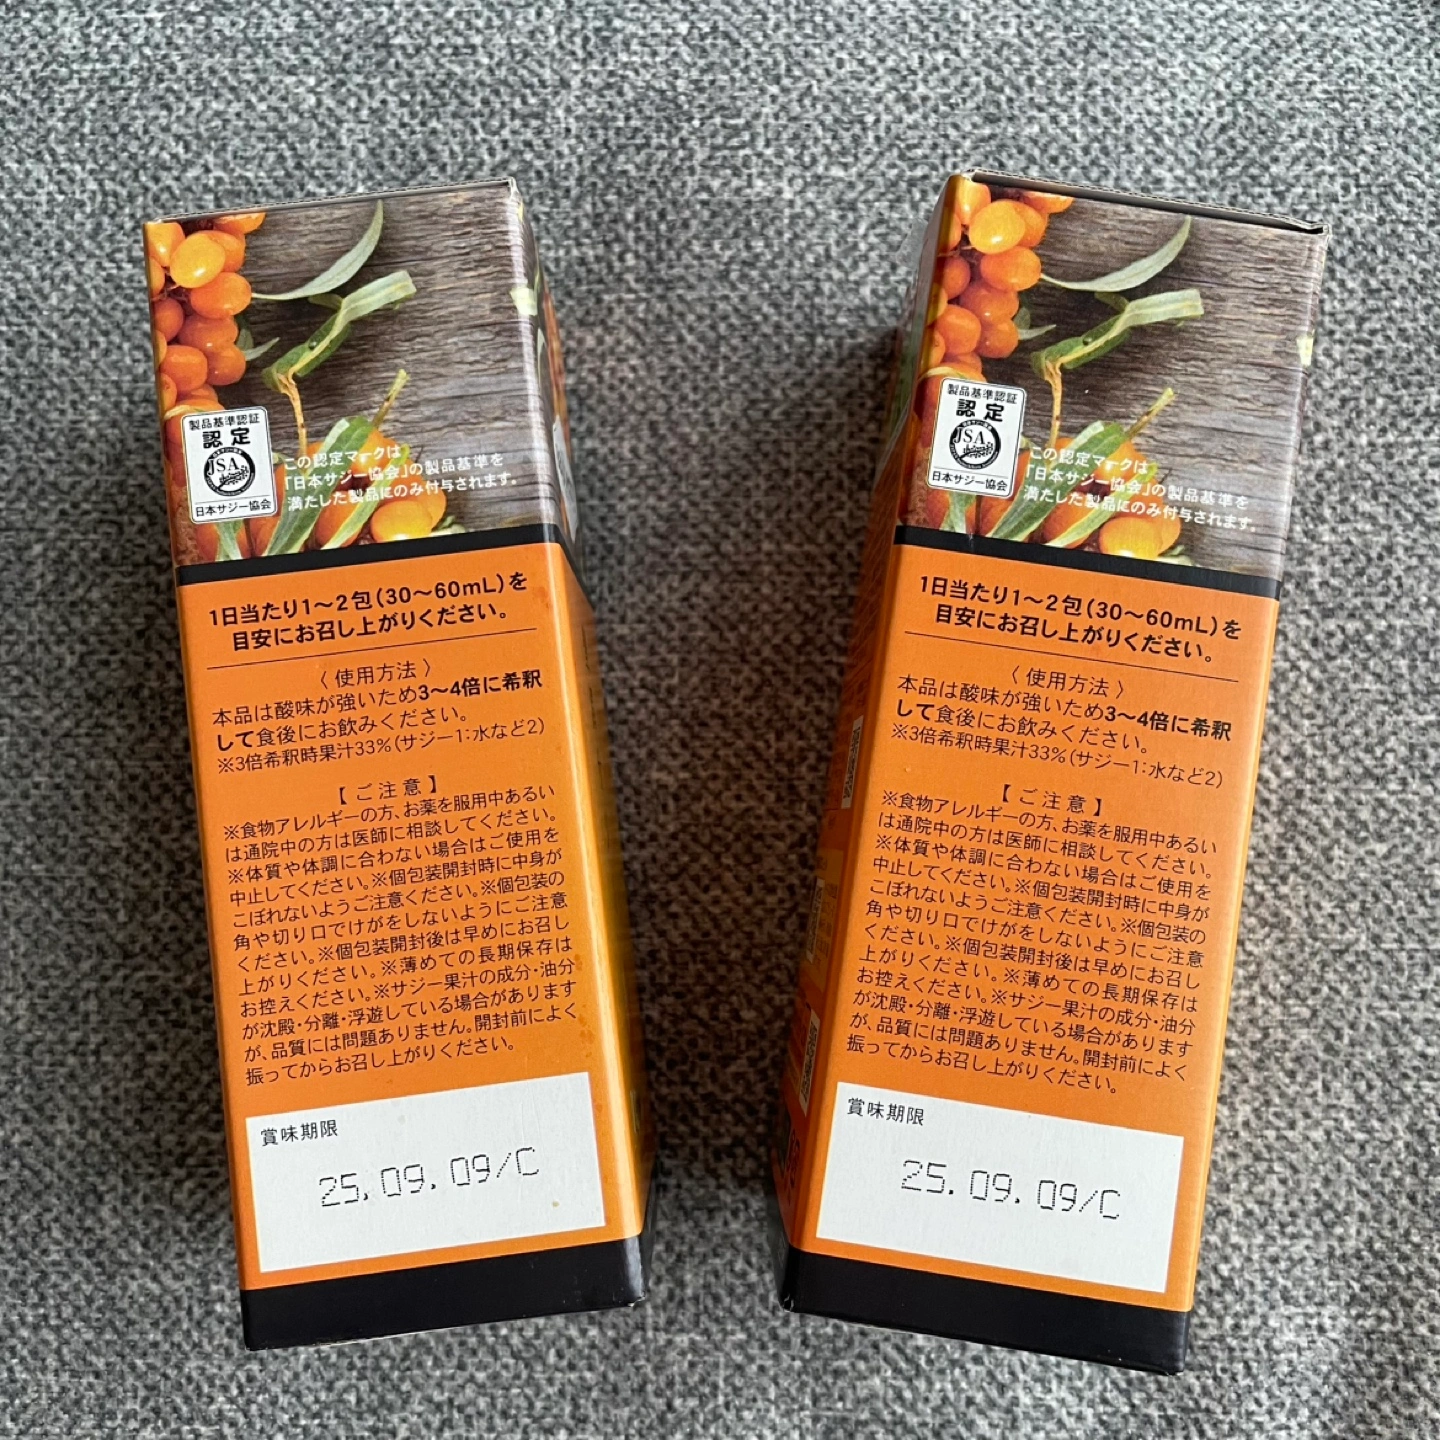 製品基準認証
認定
JSA
日本サジー協会
この認定マークは
「日本サジー協会」の製品基準を
満たした製品にのみ付与されます。
1日当たり1〜2包(30〜60mL)を
目安にお召し上がりください。
〈 使用方法 〉
本品は酸味が強いため3〜4倍に希釈
して食後にお飲みください。
※3倍希釈時果汁33%(サジー1:水など2)
【ご注意】
※食物アレルギーの方、お薬を服用中あるい
は通院中の方は医師に相談してください。
※体質や体調に合わない場合はご使用を
中止してください。※個包装開封時に中身が
こぼれないようご注意ください。※個包装の
角や切り口でけがをしないようにご注意
ください。※個包装開封後は早めにお召し
上がりください。※薄めての長期保存は
お控えください。※サジー果汁の成分・油分
が沈殿・分離・浮遊している場合があります
が、品質には問題ありません。開封前によく
振ってからお召し上がりください。
賞味期限
25.09.09/C
製品基準認証
認定
JSA
日本サジー協会
この認定マークは
「日本サジー協会」の製品基準を
満たした製品にのみ付与されます。
1日当たり1〜2包(30〜60mL)を
目安にお召し上がりください。
〈 使用方法 〉
本品は酸味が強いため3〜4倍に希釈
して食後にお飲みください。
※3倍希釈時果汁33%(サジー1:水など2)
【ご注意】
※食物アレルギーの方、お薬を服用中あるい
は通院中の方は医師に相談してください。
※体質や体調に合わない場合はご使用を
中止してください。※個包装開封時に中身が
こぼれないようご注意ください。※個包装の
角や切り口でけがをしないようにご注意
ください。※個包装開封後は早めにお召し
上がりください。※薄めての長期保存は
お控えください。※サジー果汁の成分・油分
が沈殿・分離・浮遊している場合があります
が、品質には問題ありません。開封前によく
振ってからお召し上がりください。
賞味期限
25.09.09/C